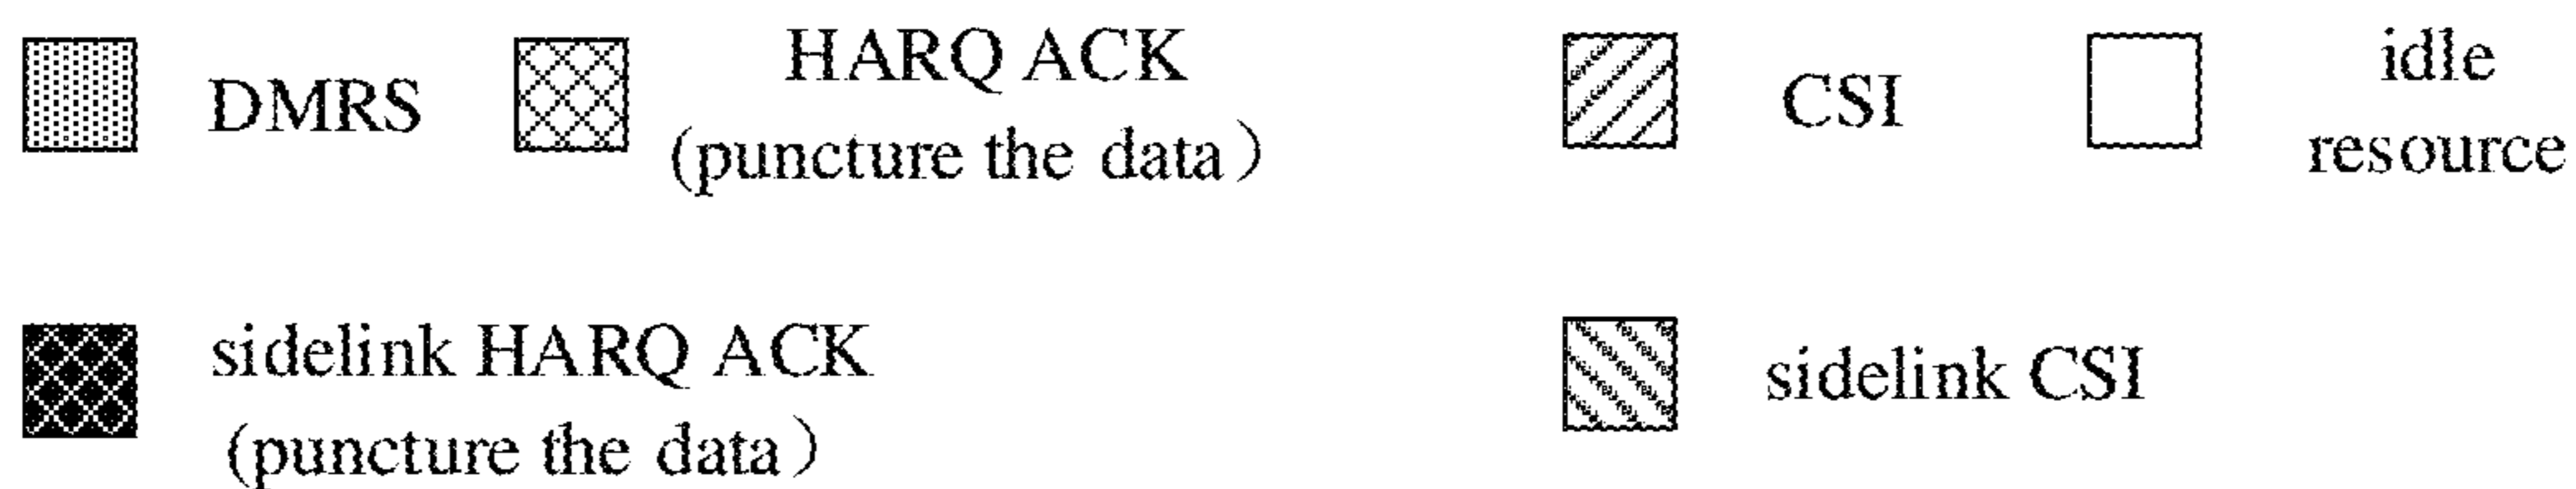 DMRS
HARQ ACK
(puncture the data)
CSI
idle
resource
sidelink HARQ ACK
(puncture the data)
sidelink CSI